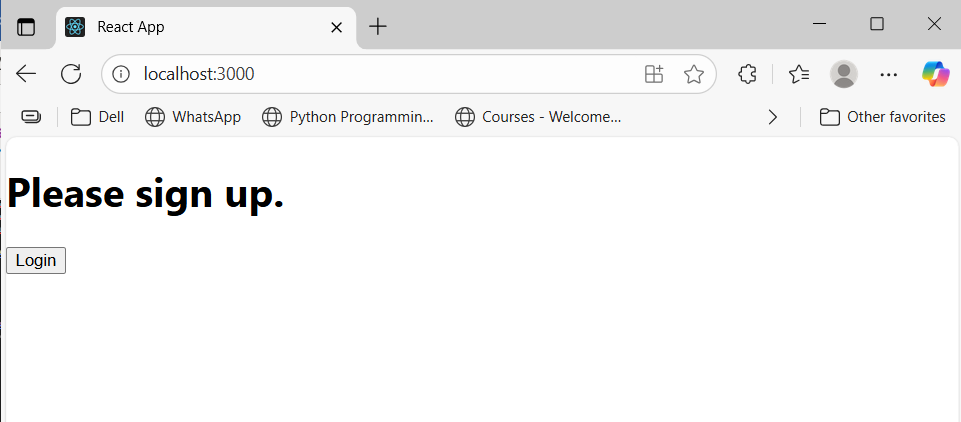 React App
localhost:3000
Dell WhatsApp Python Programmin... Courses - Welcome... Other favorites
Please sign up.
Login